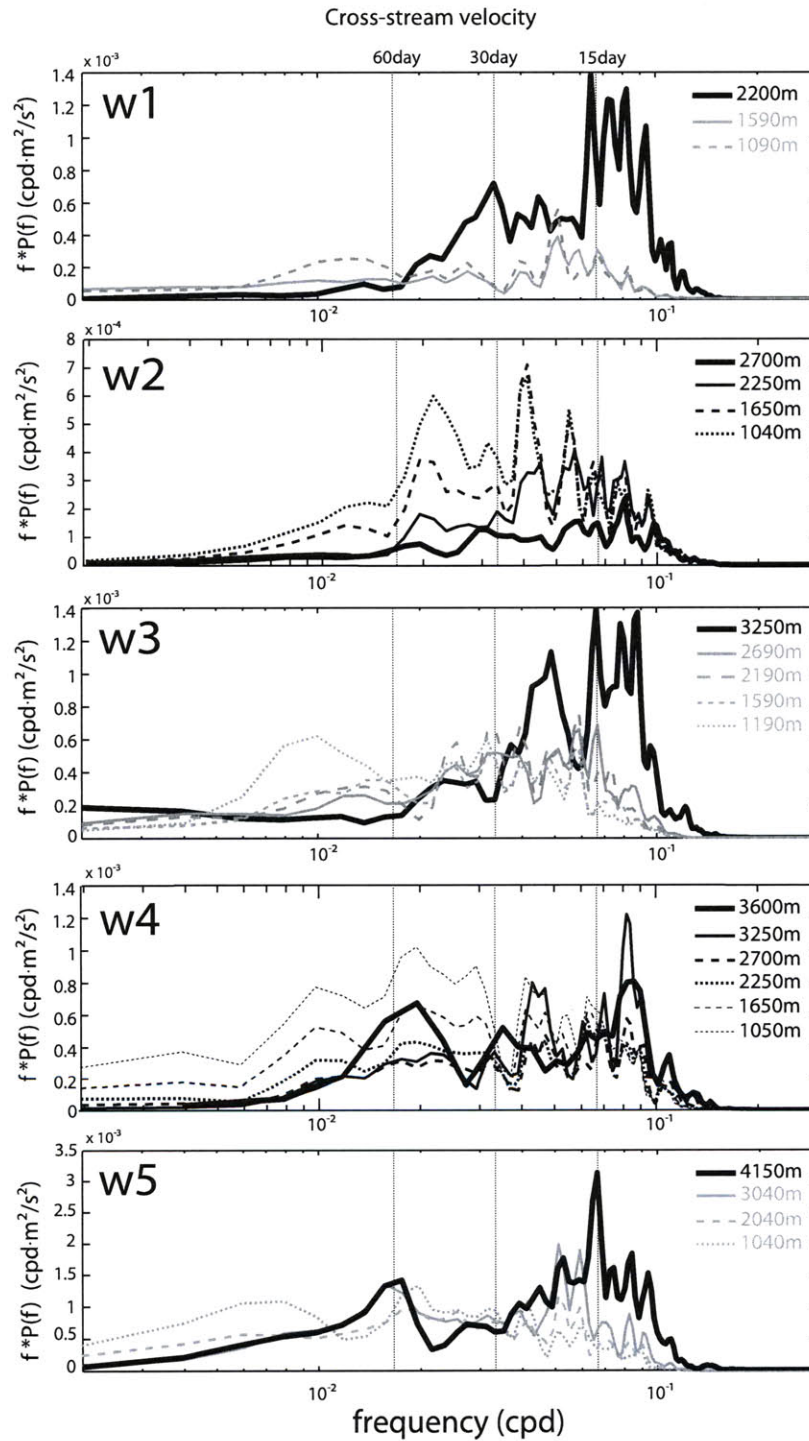 Cross-stream velocity
60day 30day 15day
x 10⁻³
w1
f*P(f) (cpd·m²/s²)
1.4
1.2
1
0.8
0.6
0.4
0.2
0
2200m
1590m
1090m
10⁻² 10⁻¹
x 10⁻⁴
w2
f*P(f) (cpd·m²/s²)
8
7
6
5
4
3
2
1
0
2700m
2250m
1650m
1040m
10⁻² 10⁻¹
x 10⁻³
w3
f*P(f) (cpd·m²/s²)
1.4
1.2
1
0.8
0.6
0.4
0.2
0
3250m
2690m
2190m
1590m
1190m
10⁻² 10⁻¹
x 10⁻³
w4
f*P(f) (cpd·m²/s²)
1.4
1.2
1
0.8
0.6
0.4
0.2
0
3600m
3250m
2700m
2250m
1650m
1050m
10⁻² 10⁻¹
x 10⁻³
w5
f*P(f) (cpd·m²/s²)
3.5
3.0
2.5
2.0
1.5
1.0
0.5
0
4150m
3040m
2040m
1040m
10⁻² 10⁻¹
frequency (cpd)